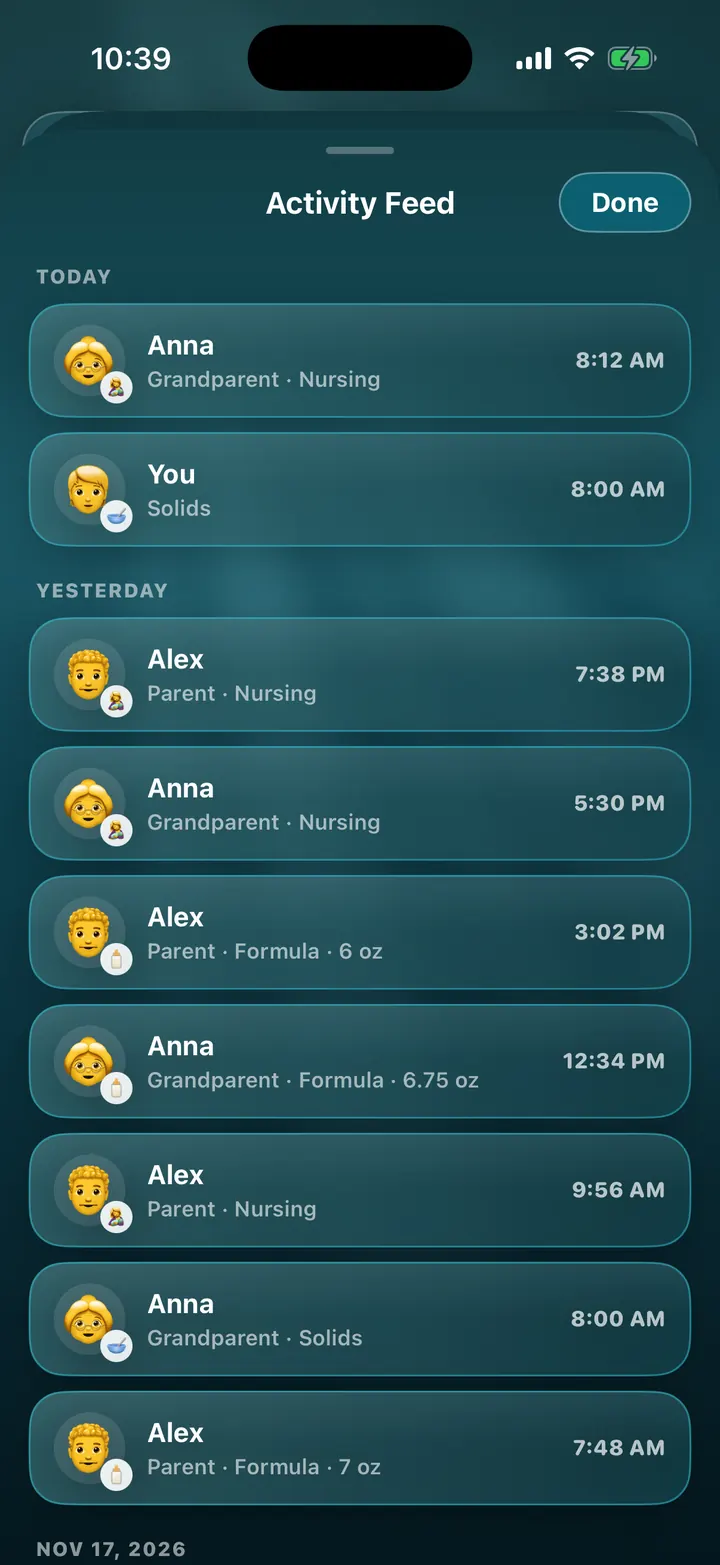 10:39
Activity Feed
Done
TODAY
Anna
Grandparent · Nursing
8:12 AM
You
Solids
8:00 AM
YESTERDAY
Alex
Parent · Nursing
7:38 PM
Anna
Grandparent · Nursing
5:30 PM
Alex
Parent · Formula · 6 oz
3:02 PM
Anna
Grandparent · Formula · 6.75 oz
12:34 PM
Alex
Parent · Nursing
9:56 AM
Anna
Grandparent · Solids
8:00 AM
Alex
Parent · Formula · 7 oz
7:48 AM
NOV 17, 2026